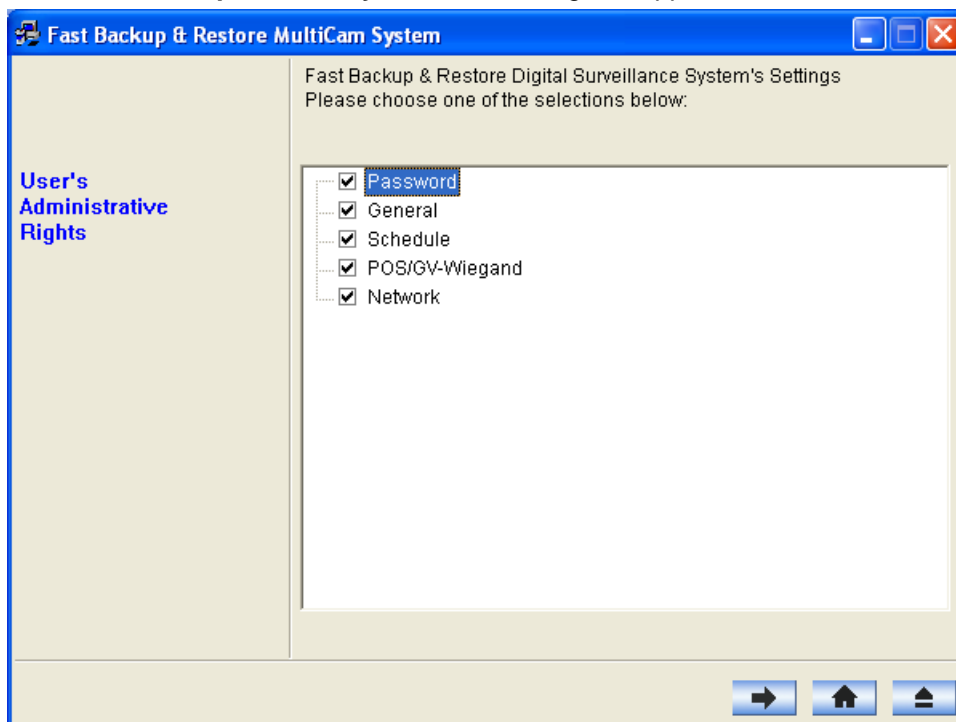 Fast Backup & Restore MultiCam System
Fast Backup & Restore Digital Surveillance System's Settings
Please choose one of the selections below:
User's
Administrative
Rights
Password
General
Schedule
POS/GV-Wiegand
Network